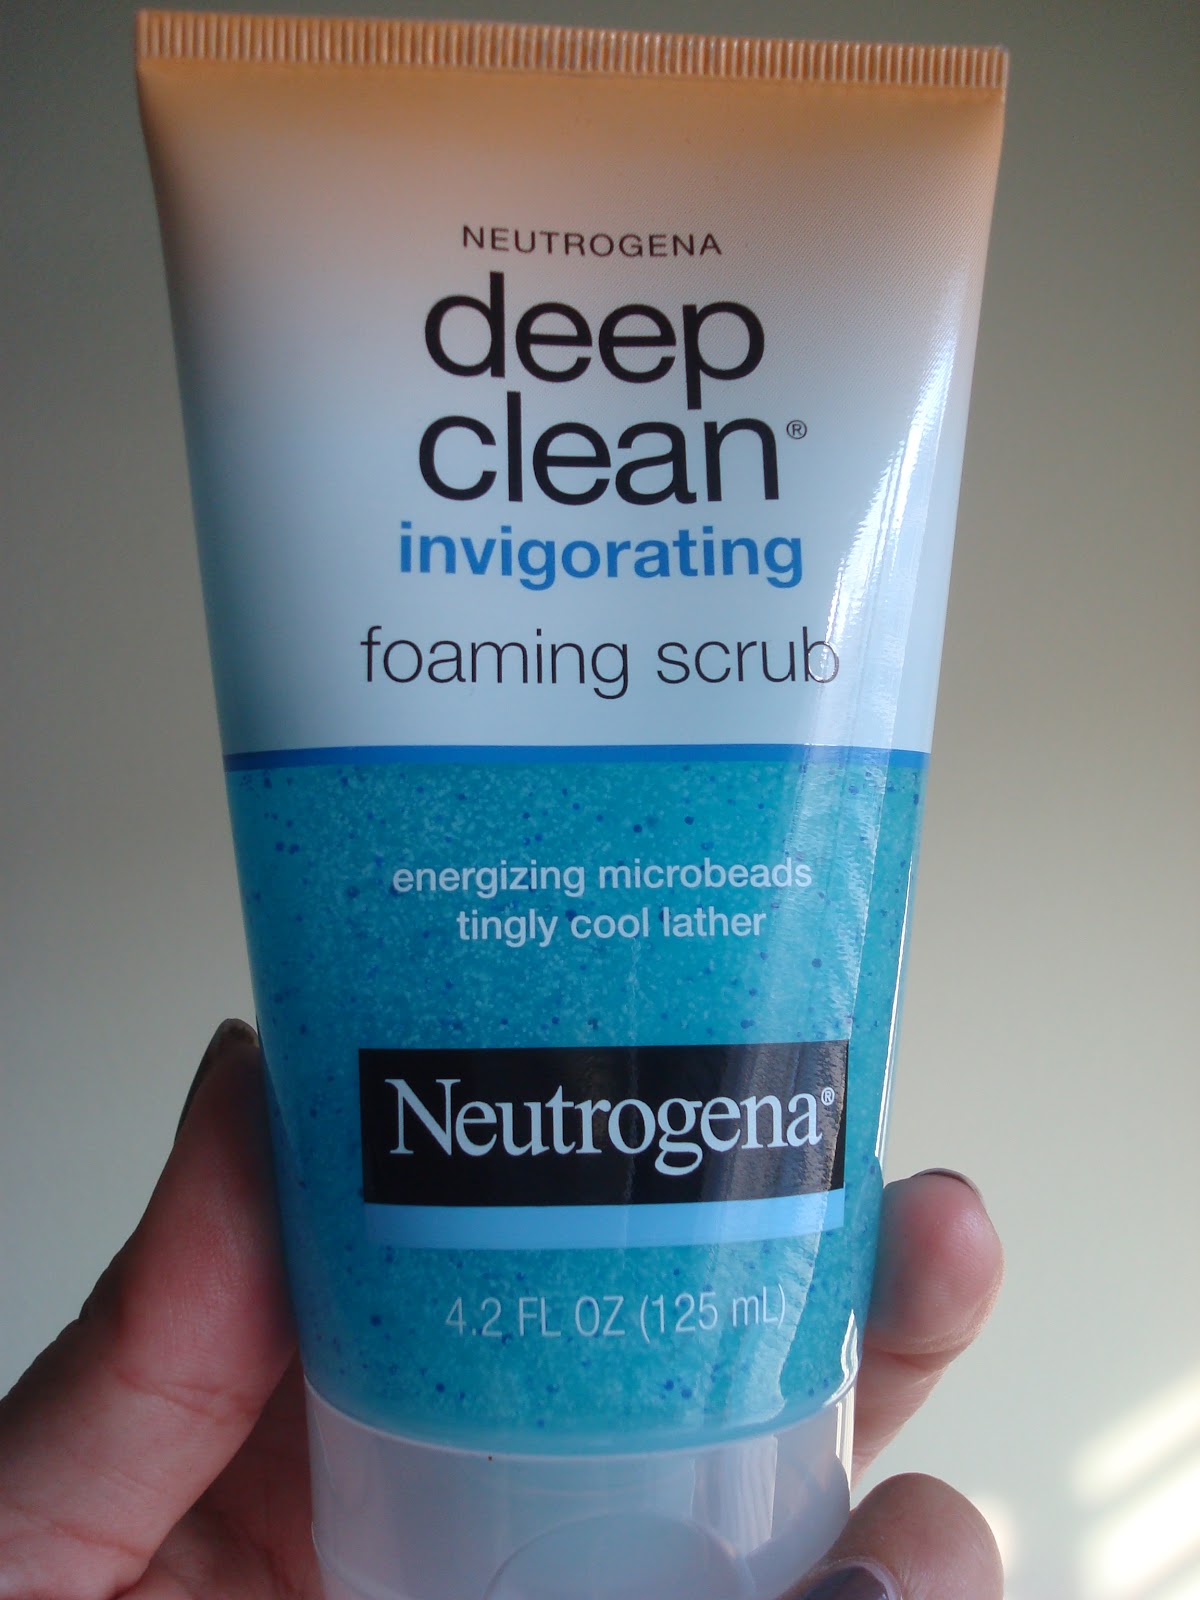 NEUTROGENA
deep
clean®
invigorating
foaming scrub
energizing microbeads
tingly cool lather
Neutrogena®
4.2 FL OZ (125 mL)